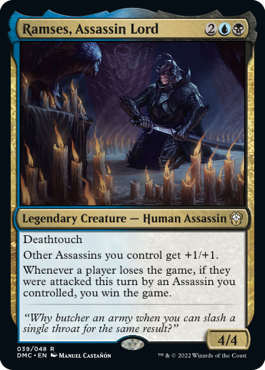 Ramses, Assassin Lord 2
Legendary Creature — Human Assassin
Deathtouch
Other Assassins you control get +1/+1.
Whenever a player loses the game, if they
were attacked this turn by an Assassin you
controlled, you win the game.
"Why butcher an army when you can slash a
single throat for the same result?"
4/4
039/048 R
DMC • EN MANUEL CASTAÑÓN
™ & © 2022 Wizards of the Coast